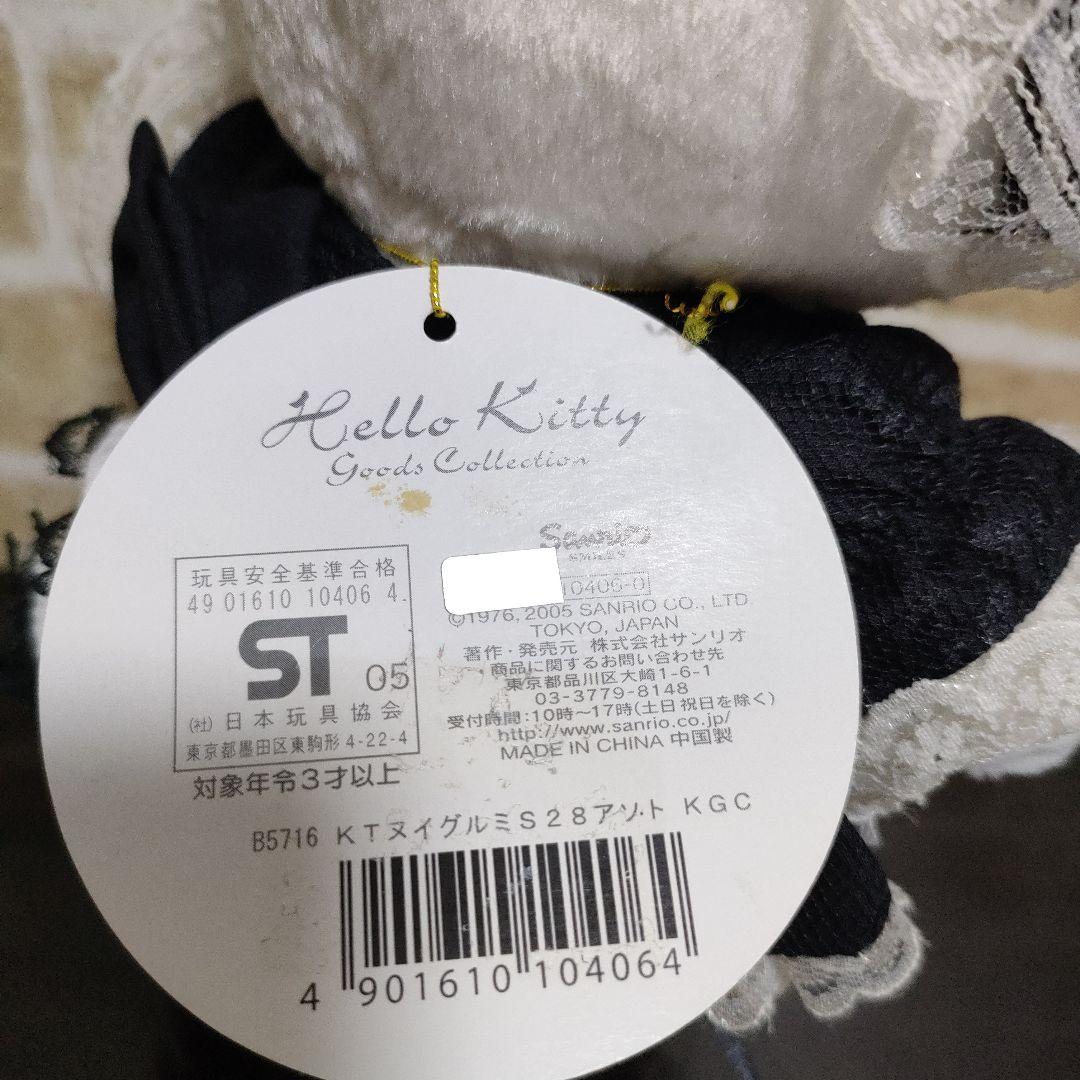 Hello Kitty
Goods Collection
玩具安全基準合格
49 01610 10406 4.
ST 05
(社)日本玩具協会
東京都墨田区東駒形4-22-4
対象年令3才以上
Sanrio
SMILES
10406-0
©1976, 2005 SANRIO CO., LTD.
TOKYO, JAPAN
著作・発売元 株式会社サンリオ
商品に関するお問い合わせ先
東京都品川区大崎1-6-1
03-3779-8148
受付時間:10時〜17時(土日祝日を除く)
http://www.sanrio.co.jp/
MADE IN CHINA 中国製
B5716 KTヌイグルミS28アソート KGC
4 901610 104064